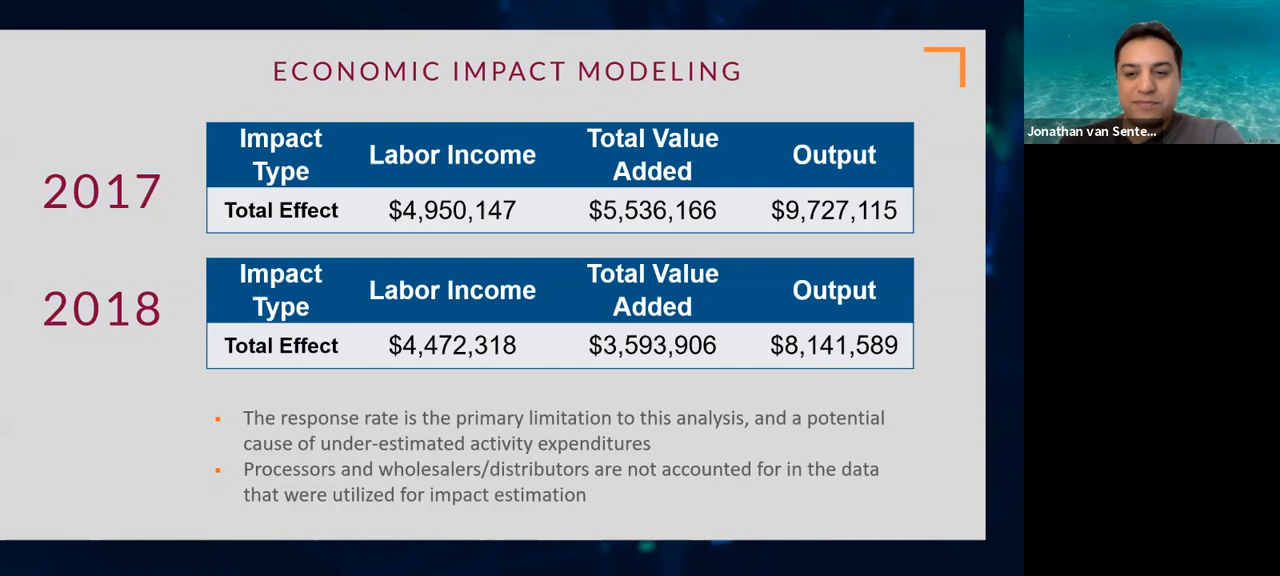 ECONOMIC IMPACT MODELING
2017
Impact Type Labor Income Total Value Added Output
Total Effect $4,950,147 $5,536,166 $9,727,115
2018
Impact Type Labor Income Total Value Added Output
Total Effect $4,472,318 $3,593,906 $8,141,589
▪ The response rate is the primary limitation to this analysis, and a potential
cause of under-estimated activity expenditures
▪ Processors and wholesalers/distributors are not accounted for in the data
that were utilized for impact estimation
Jonathan van Sente...